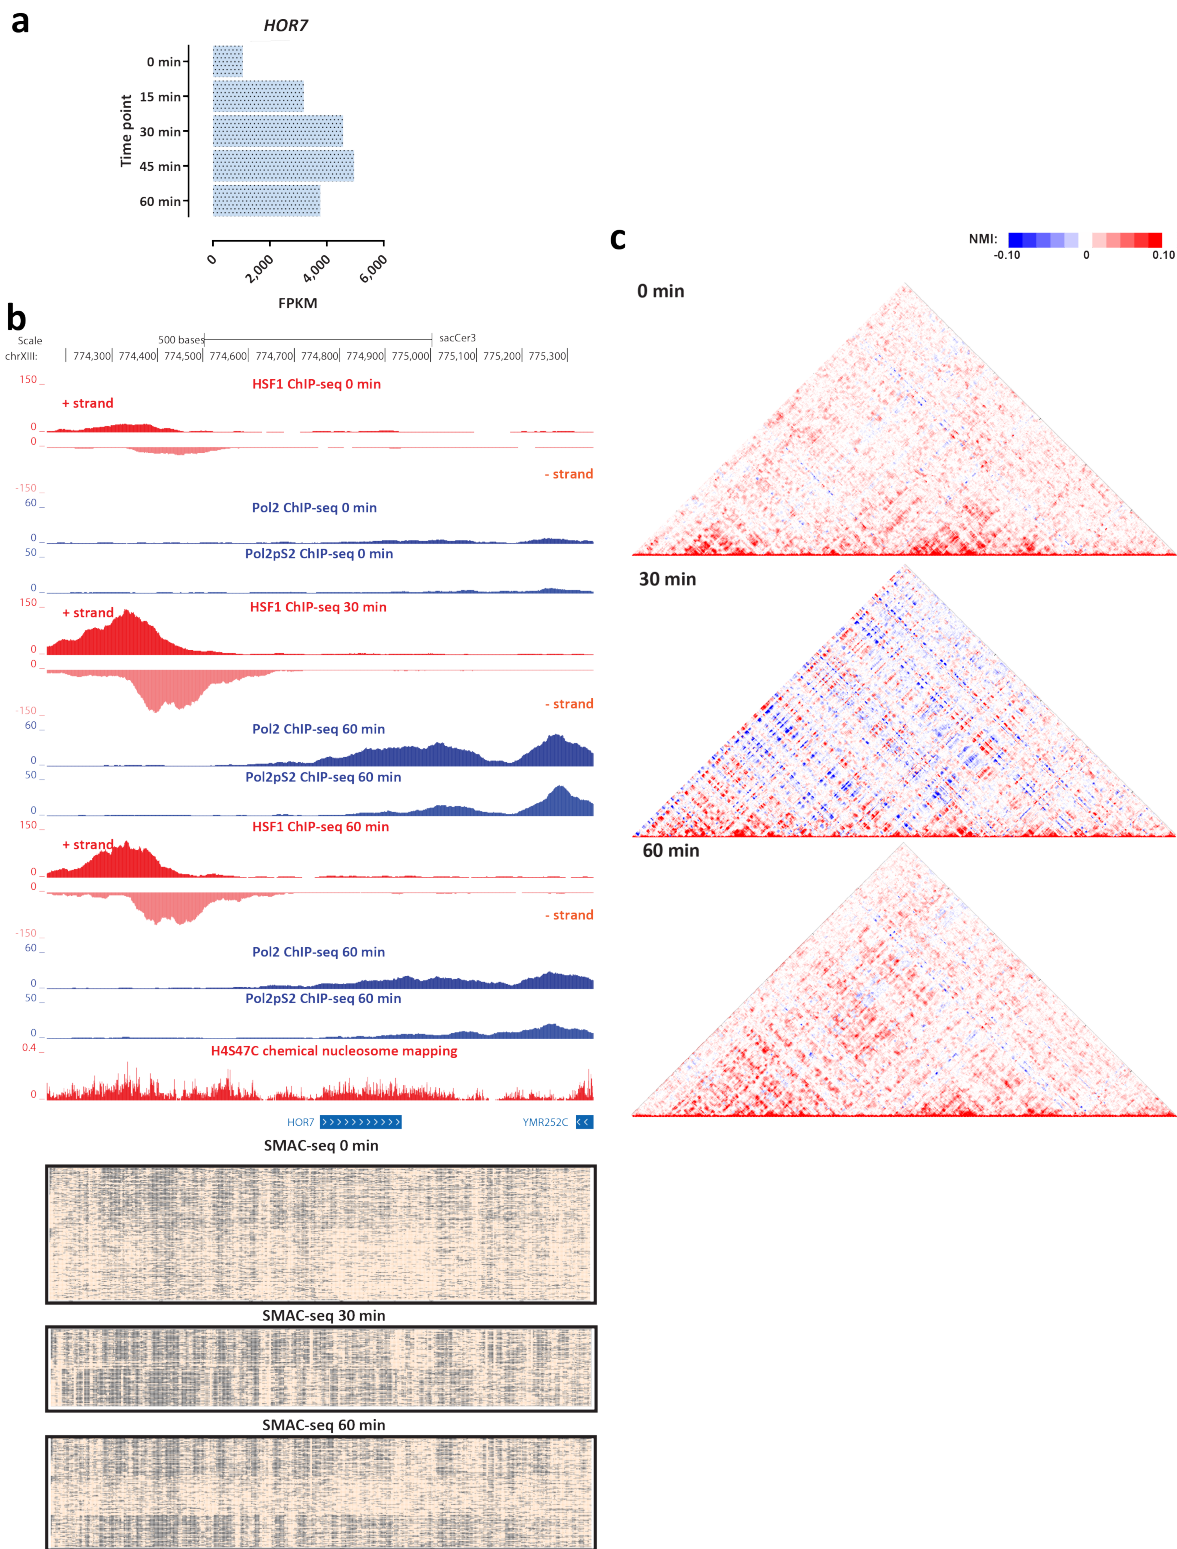 a
HOR7
Time point
0 min
15 min
30 min
45 min
60 min
0
2,000
4,000
6,000
FPKM
b
Scale
500 bases
sacCer3
chrXIII:
774,300
774,400
774,500
774,600
774,700
774,800
774,900
775,000
775,100
775,200
775,300
HSF1 ChIP-seq 0 min
150
+ strand
0
0
- strand
-150
Pol2 ChIP-seq 0 min
60
0
Pol2pS2 ChIP-seq 0 min
50
0
HSF1 ChIP-seq 30 min
150
+ strand
0
0
- strand
-150
Pol2 ChIP-seq 60 min
60
0
Pol2pS2 ChIP-seq 60 min
50
0
HSF1 ChIP-seq 60 min
150
+ strand
0
0
- strand
-150
Pol2 ChIP-seq 60 min
60
0
Pol2pS2 ChIP-seq 60 min
50
0
H4S47C chemical nucleosome mapping
0.4
0
HOR7
YMR252C
SMAC-seq 0 min
SMAC-seq 30 min
SMAC-seq 60 min
c
NMI:
-0.10
0
0.10
0 min
30 min
60 min